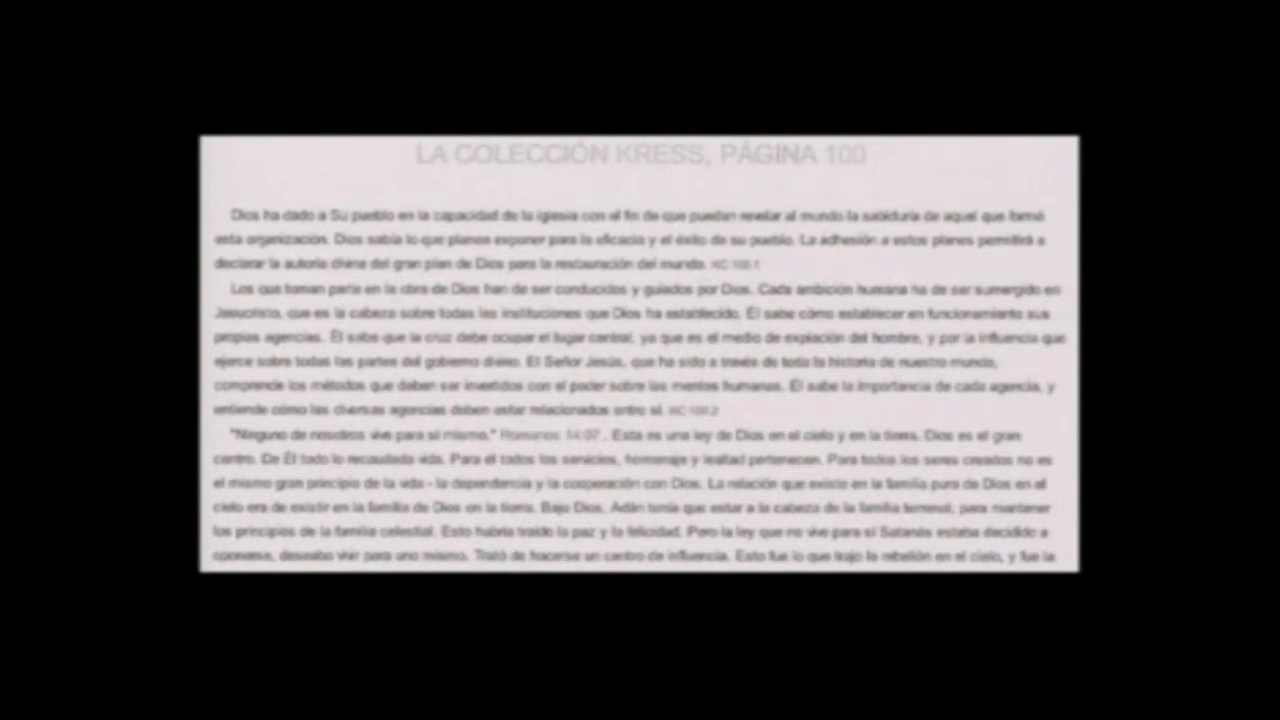 LA COLECCIÓN KRESS, PÁGINA 100
Dios ha dado a Su pueblo en la capacidad de la iglesia con el fin de que puedan revelar al mundo la sabiduría de aquel que formó
esta organización. Dios sabía lo que planes exponer para la eficacia y el éxito de su pueblo. La adhesión a estos planes permitirá a
declarar la autoría divina del gran plan de Dios para la restauración del mundo. KC 100.1
Los que toman parte en la obra de Dios han de ser conducidos y guiados por Dios. Cada ambición humana ha de ser sumergido en
Jesucristo, que es la cabeza sobre todas las instituciones que Dios ha establecido. Él sabe cómo establecer en funcionamiento sus
propias agencias. Él sabe que la cruz debe ocupar el lugar central, ya que es el medio de expiación del hombre, y por la influencia que
ejerce sobre todas las partes del gobierno divino. El Señor Jesús, que ha sido a través de toda la historia de nuestro mundo,
comprende los métodos que deben ser invertidos con el poder sobre las mentes humanas. Él sabe la importancia de cada agencia, y
entiende cómo las diversas agencias deben estar relacionados entre sí. KC 100.2
"Ninguno de nosotros vive para sí mismo." Romanos 14:07 . Esta es una ley de Dios en el cielo y en la tierra. Dios es el gran
centro. De Él todo lo recaudado vida. Para él todos los servicios, homenaje y lealtad pertenecen. Para todos los seres creados no es
el mismo gran principio de la vida - la dependencia y la cooperación con Dios. La relación que existe en la familia pura de Dios en el
cielo era de existir en la familia de Dios en la tierra. Bajo Dios, Adán tenía que estar a la cabeza de la familia terrenal, para mantener
los principios de la familia celestial. Esto habría traído la paz y la felicidad. Pero la ley que no vive para sí Satanás estaba decidido a
oponerse, deseaba vivir para uno mismo. Trató de hacerse un centro de influencia. Esto fue lo que trajo la rebelión en el cielo, y fue la